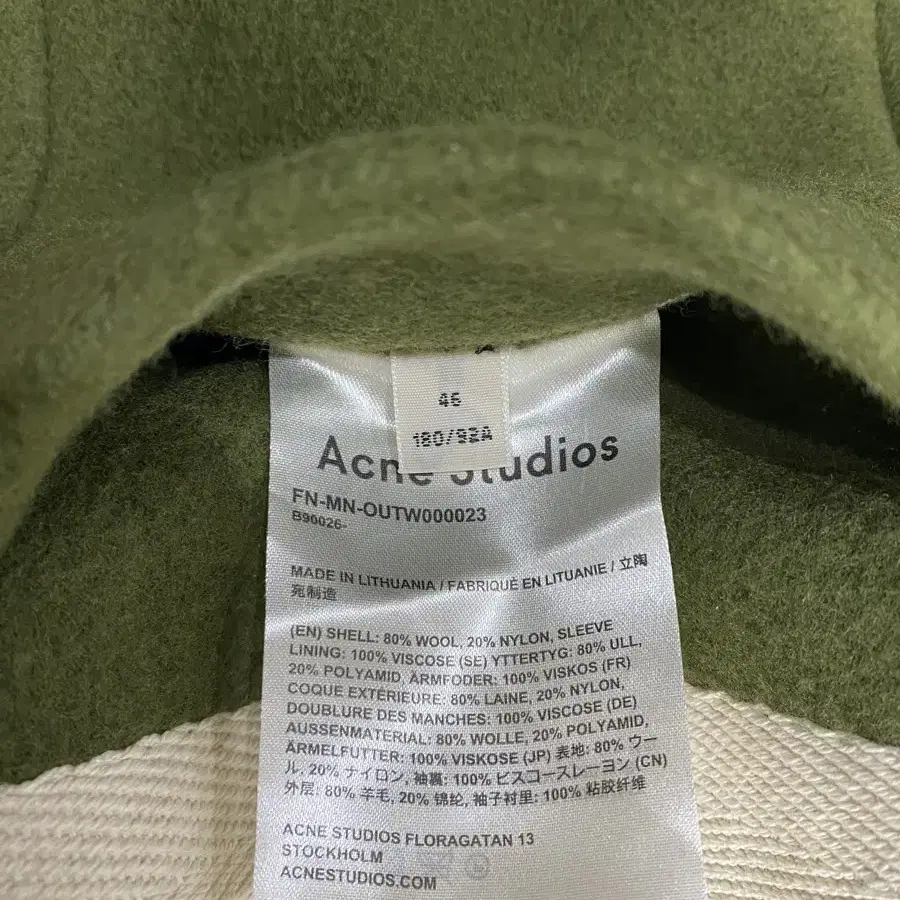 46
180/92A
Acne Studios
FN-MN-OUTW000023
B90026-
MADE IN LITHUANIA / FABRIQUÉ EN LITUANIE / 立陶
宛制造
(EN) SHELL: 80% WOOL, 20% NYLON, SLEEVE
LINING: 100% VISCOSE (SE) YTTERTYG: 80% ULL,
20% POLYAMID, ÄRMFODER: 100% VISKOS (FR)
COQUE EXTÉRIEURE: 80% LAINE, 20% NYLON,
DOUBLURE DES MANCHES: 100% VISCOSE (DE)
AUSSENMATERIAL: 80% WOLLE, 20% POLYAMID,
ÄRMELFUTTER: 100% VISKOSE (JP) 表地: 80% ウー
ル, 20% ナイロン, 袖裏: 100% ビスコースレーヨン (CN)
外层: 80% 羊毛, 20% 锦纶, 袖子衬里: 100% 粘胶纤维
ACNE STUDIOS FLORAGATAN 13
STOCKHOLM
ACNESTUDIOS.COM